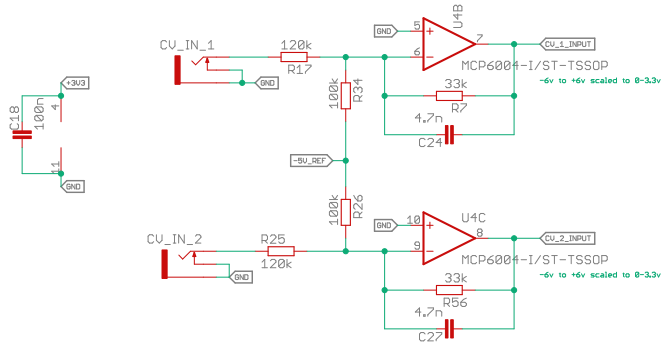 U4B
GND
5
7
CV_1_INPUT
CV_IN_1
120k
R17
6
MCP6004-I/ST-TSSOP
-6v to +6v scaled to 0-3.3v
GND
+3V3
C18
100n
4
11
GND
100k
R34
33k
R7
4.7n
C24
-5V_REF
100k
R26
U4C
GND
10
8
CV_2_INPUT
CV_IN_2
R25
120k
9
MCP6004-I/ST-TSSOP
-6v to +6v scaled to 0-3.3v
GND
33k
R56
4.7n
C27